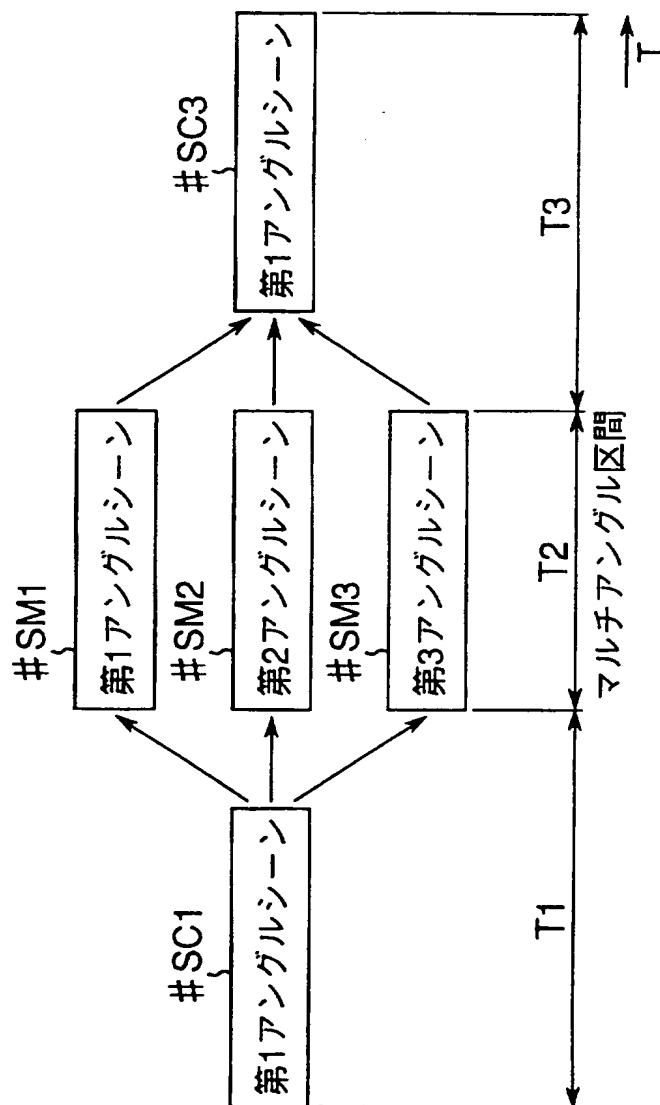 #SC1
第1アングルシーン
#SM1
第1アングルシーン
#SM2
第2アングルシーン
#SM3
第3アングルシーン
#SC3
第1アングルシーン
T1
T2
T3
マルチアングル区間
T